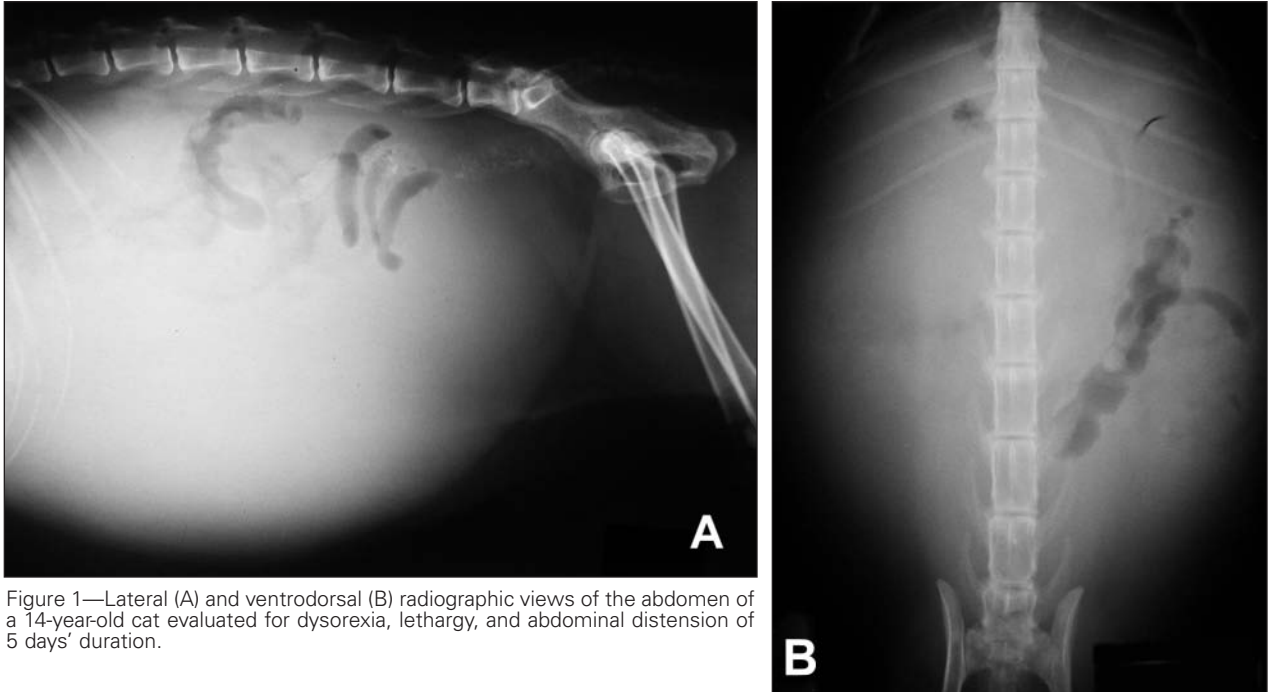 A
Figure 1—Lateral (A) and ventrodorsal (B) radiographic views of the abdomen of
a 14-year-old cat evaluated for dysorexia, lethargy, and abdominal distension of
5 days’ duration.
B